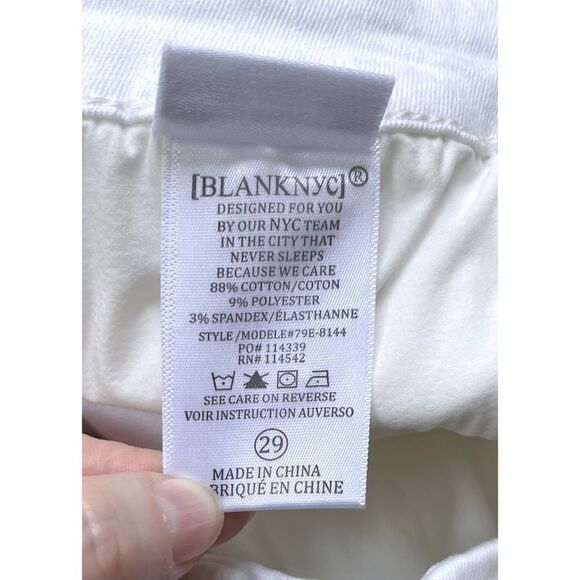 [BLANKNYC]®
DESIGNED FOR YOU
BY OUR NYC TEAM
IN THE CITY THAT
NEVER SLEEPS
BECAUSE WE CARE
88% COTTON/COTON
9% POLYESTER
3% SPANDEX/ÉLASTHANNE
STYLE /MODELE#79E-8144
PO# 114339
RN# 114542
SEE CARE ON REVERSE
VOIR INSTRUCTION AUVERSO
29
MADE IN CHINA
BRIQUÉ EN CHINE